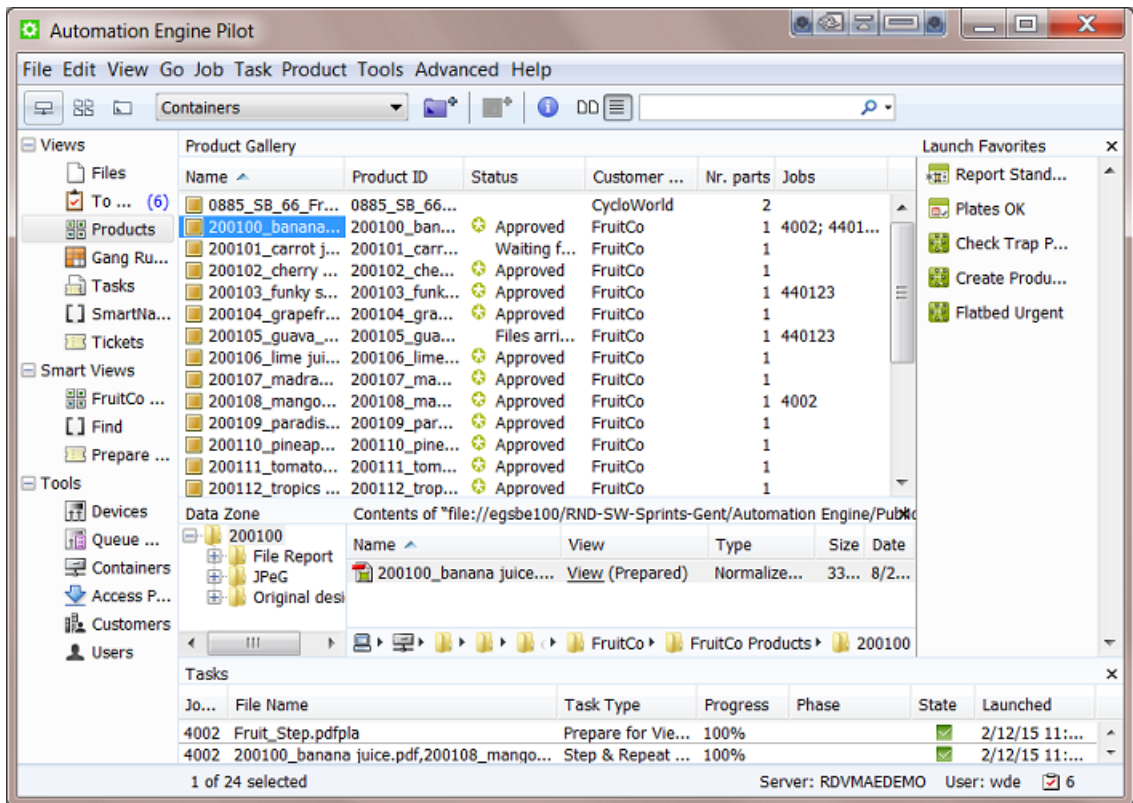 Automation Engine Pilot
File Edit View Go Job Task Product Tools Advanced Help
Containers
Views
Files
To ... (6)
Products
Gang Ru...
Tasks
SmartNa...
Tickets
Smart Views
FruitCo ...
Find
Prepare ...
Tools
Devices
Queue ...
Containers
Access P...
Customers
Users
Product Gallery
Name Product ID Status Customer ... Nr. parts Jobs
0885_SB_66_Fr... 0885_SB_66... CycloWorld 2
200100_banana... 200100_ban... Approved FruitCo 1 4002; 4401...
200101_carrot j... 200101_carr... Waiting f... FruitCo 1
200102_cherry ... 200102_che... Approved FruitCo 1
200103_funky s... 200103_funk... Approved FruitCo 1 440123
200104_grapefr... 200104_gra... Approved FruitCo 1
200105_guava_... 200105_gua... Files arri... FruitCo 1 440123
200106_lime jui... 200106_lime... Approved FruitCo 1
200107_madra... 200107_ma... Approved FruitCo 1
200108_mango... 200108_ma... Approved FruitCo 1 4002
200109_paradis... 200109_par... Approved FruitCo 1
200110_pineap... 200110_pine... Approved FruitCo 1
200111_tomato... 200111_tom... Approved FruitCo 1
200112_tropics ... 200112_trop... Approved FruitCo 1
Launch Favorites
Report Stand...
Plates OK
Check Trap P...
Create Produ...
Flatbed Urgent
Data Zone
200100
File Report
JPeG
Original desi
Contents of "file://egsbe100/RND-SW-Sprints-Gent/Automation Engine/
Name View Type Size Date
200100_banana juice.... View (Prepared) Normalize... 33... 8/2...
FruitCo FruitCo Products 200100
Tasks
Jo... File Name Task Type Progress Phase State Launched
4002 Fruit_Step.pdfpla Prepare for Vie... 100% 2/12/15 11:...
4002 200100_banana juice.pdf,200108_mango... Step & Repeat ... 100% 2/12/15 11:...
1 of 24 selected Server: RDVMAEDEMO User: wde 6